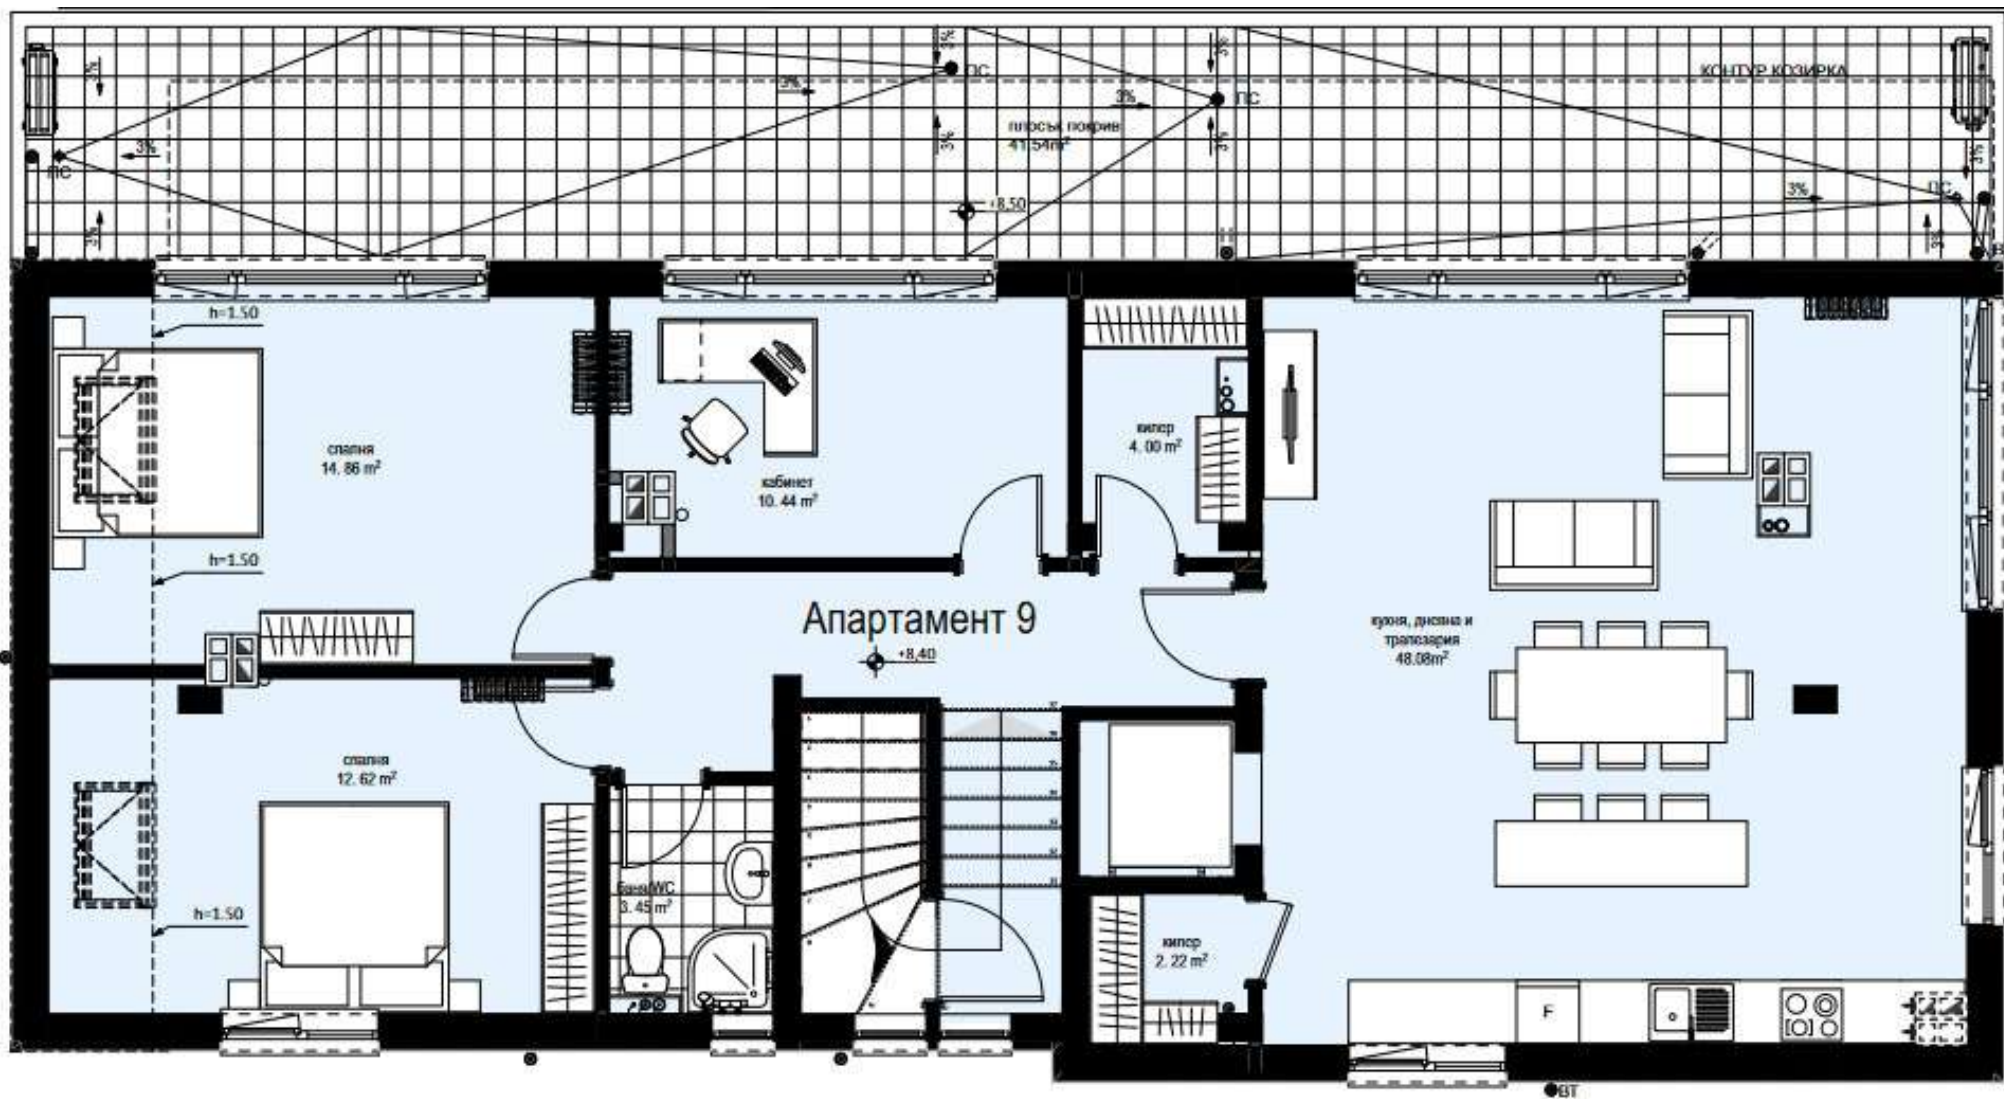 3%
3%
ПС
КОНТУР КОЗИРКА
3%
3%
3%
ПС
плосък покрив
41.54m²
3%
3%
3%
3%
ПС
3%
ПС
+8,50
3%
3%
h=1.50
спалня
14. 86 m²
кабинет
10. 44 m²
килер
4. 00 m²
h=1.50
Апартамент 9
+8,40
кухня, дневна и
трапезария
48.08m²
спалня
12. 62 m²
h=1.50
баня/WC
3. 45 m²
килер
2. 22 m²
F
ВТ